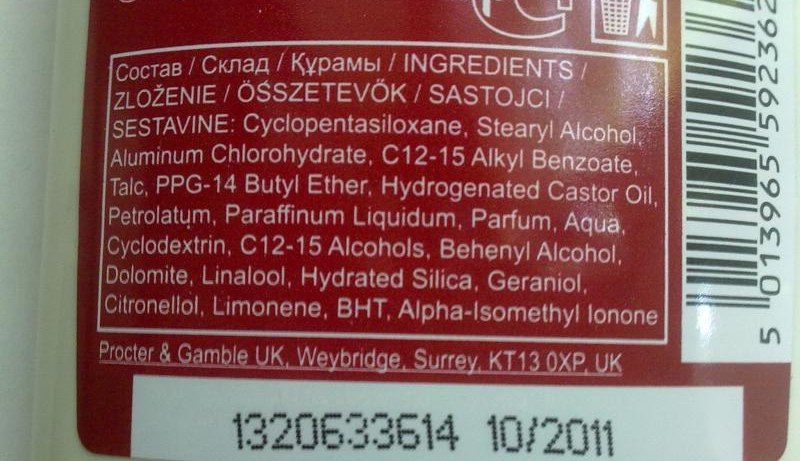 Состав / Склад / Құрамы / INGREDIENTS /
ZLOŽENIE / ÖSSZETEVŐK / SASTOJCI /
SESTAVINE: Cyclopentasiloxane, Stearyl Alcohol,
Aluminum Chlorohydrate, C12-15 Alkyl Benzoate,
Talc, PPG-14 Butyl Ether, Hydrogenated Castor Oil,
Petrolatum, Paraffinum Liquidum, Parfum, Aqua,
Cyclodextrin, C12-15 Alcohols, Behenyl Alcohol,
Dolomite, Linalool, Hydrated Silica, Geraniol,
Citronellol, Limonene, BHT, Alpha-Isomethyl Ionone
Procter & Gamble UK, Weybridge, Surrey, KT13 0XP, UK
1320633614 10/2011
5 013965 592362